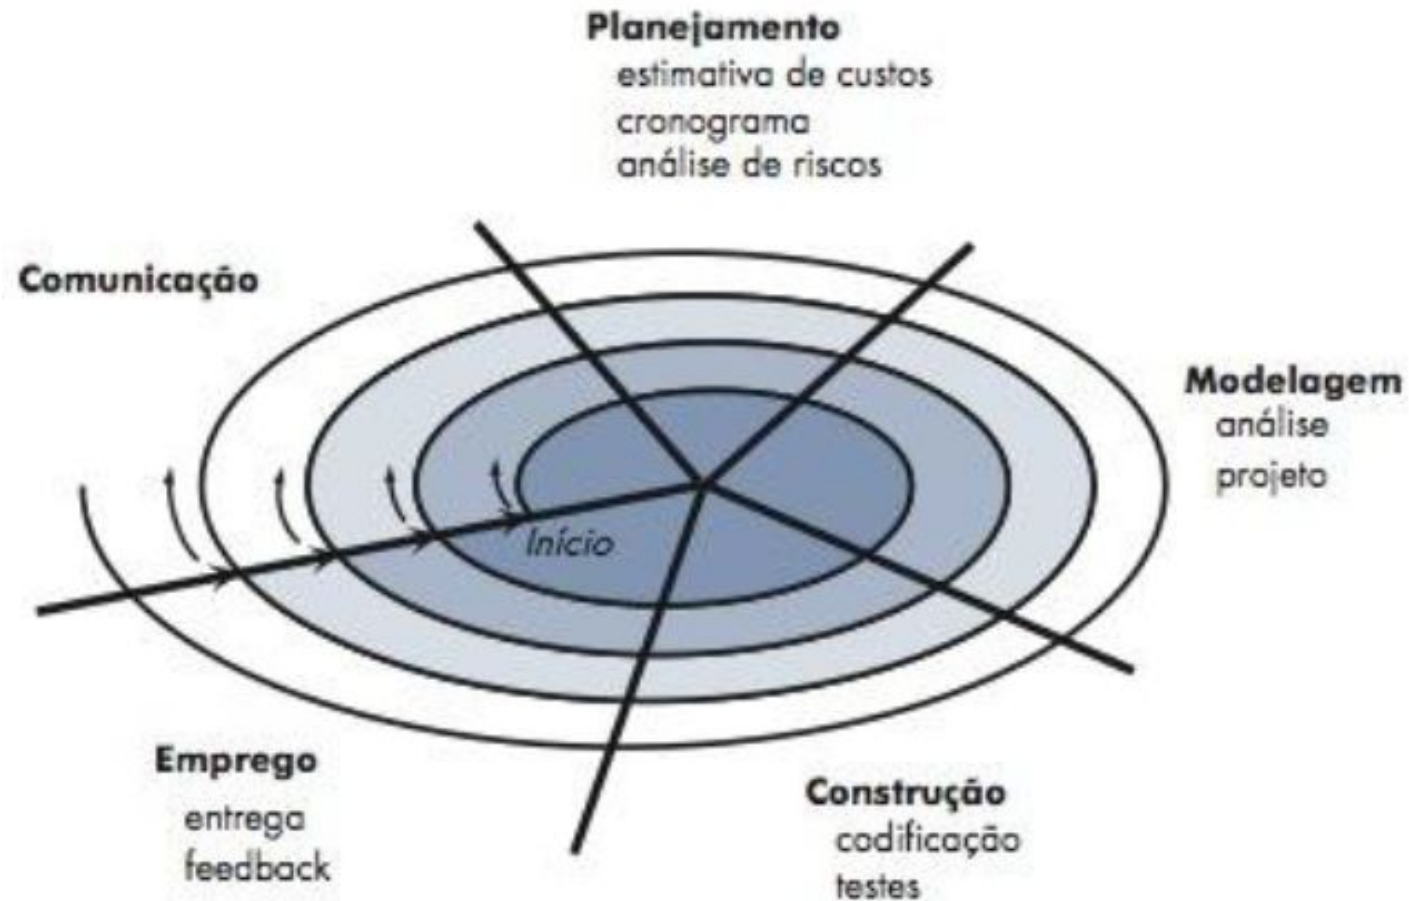 Planejamento
estimativa de custos
cronograma
análise de riscos
Comunicação
Modelagem
análise
projeto
Início
Emprego
entrega
feedback
Construção
codificação
testes